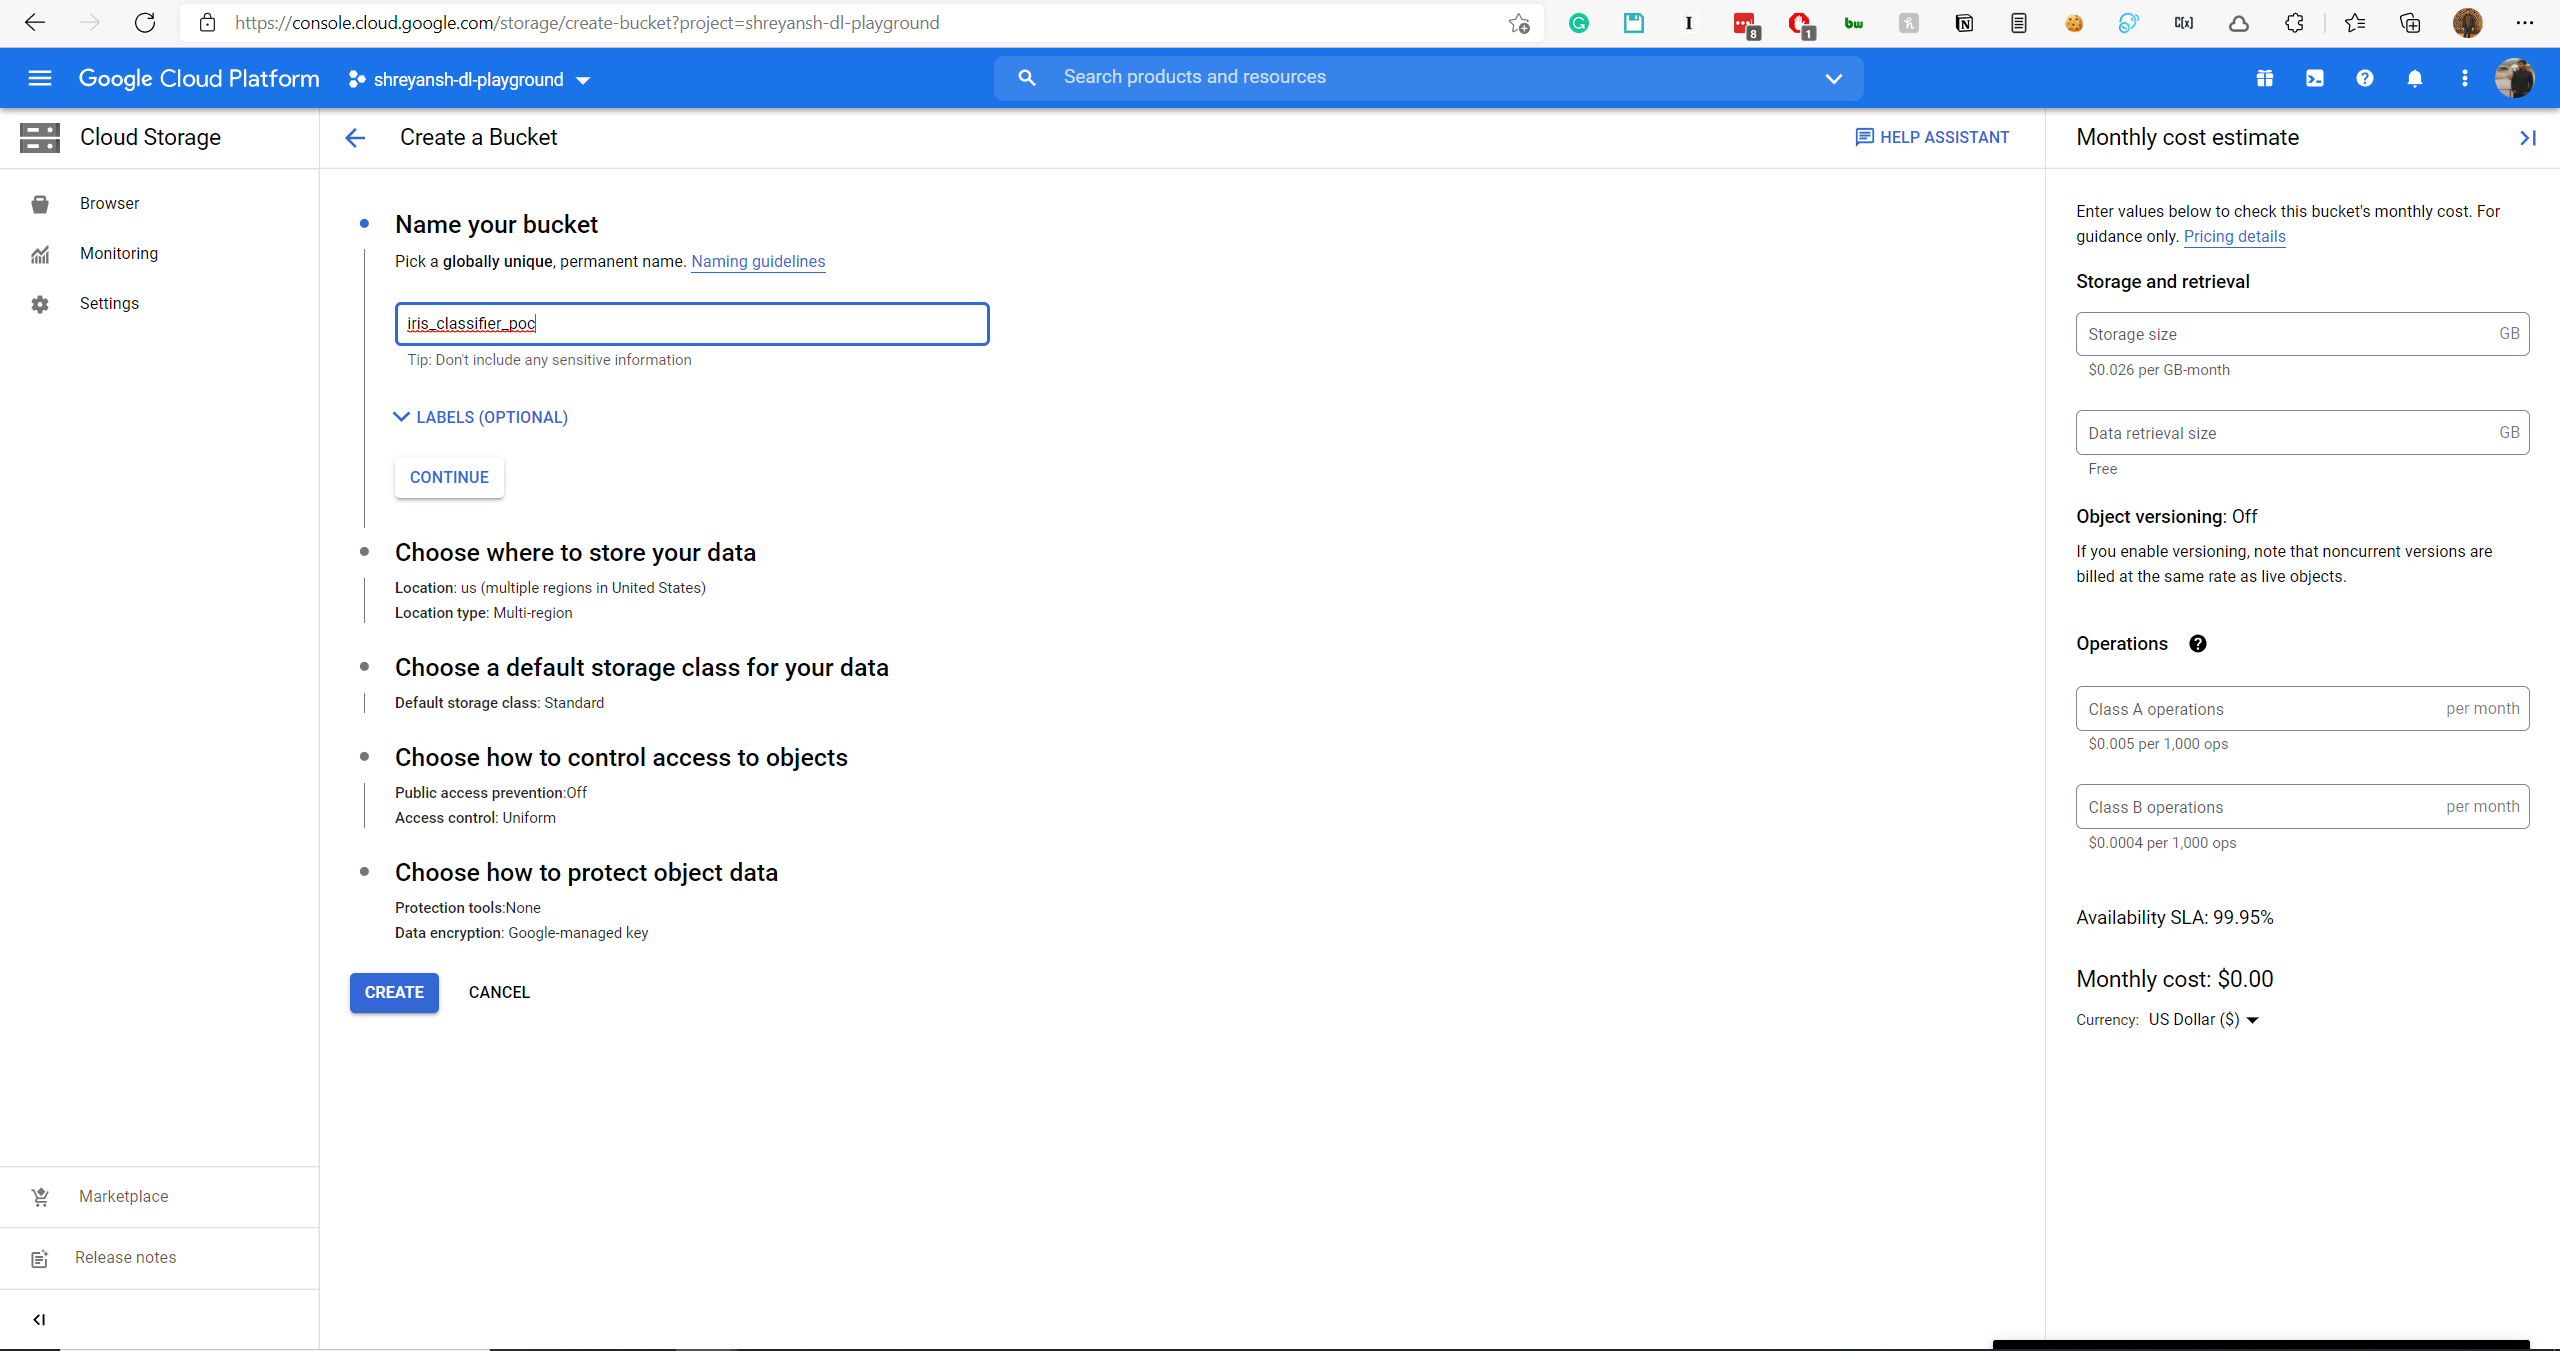 https://console.cloud.google.com/storage/create-bucket?project=shreyansh-dl-playground
8
1
bw
C[x]
Google Cloud Platform
shreyansh-dl-playground
Search products and resources
Cloud Storage
Browser
Monitoring
Settings
Marketplace
Release notes
Create a Bucket
HELP ASSISTANT
Name your bucket
Pick a globally unique, permanent name. Naming guidelines
iris_classifier_poc
Tip: Don't include any sensitive information
LABELS (OPTIONAL)
CONTINUE
Choose where to store your data
Location: us (multiple regions in United States)
Location type: Multi-region
Choose a default storage class for your data
Default storage class: Standard
Choose how to control access to objects
Public access prevention:Off
Access control: Uniform
Choose how to protect object data
Protection tools:None
Data encryption: Google-managed key
CREATE CANCEL
Monthly cost estimate
Enter values below to check this bucket's monthly cost. For
guidance only. Pricing details
Storage and retrieval
Storage size GB
$0.026 per GB-month
Data retrieval size GB
Free
Object versioning: Off
If you enable versioning, note that noncurrent versions are
billed at the same rate as live objects.
Operations
Class A operations per month
$0.005 per 1,000 ops
Class B operations per month
$0.0004 per 1,000 ops
Availability SLA: 99.95%
Monthly cost: $0.00
Currency: US Dollar ($)